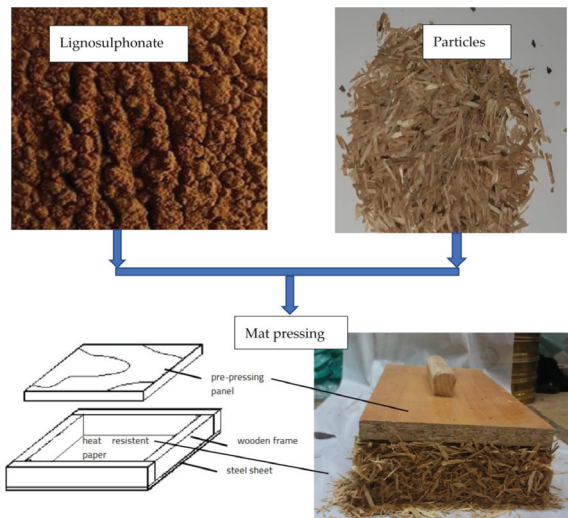 Lignosulphonate
Particles
Mat pressing
pre-pressing
panel
heat resistent
paper
wooden frame
steel sheet